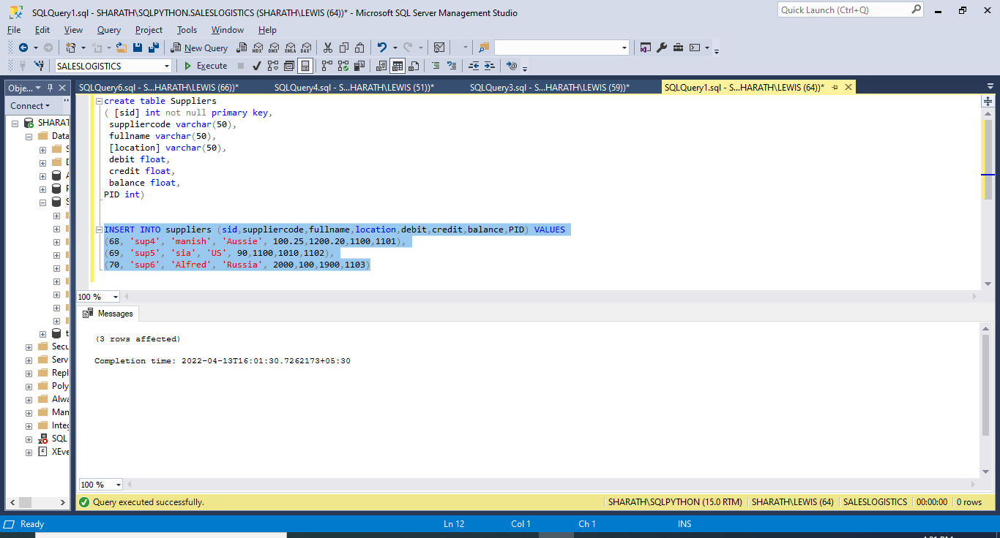 SQLQuery1.sql - SHARATH\SQLPYTHON.SALESLOGISTICS (SHARATH\LEWIS (64))* - Microsoft SQL Server Management Studio
Quick Launch (Ctrl+Q)
File Edit View Query Project Tools Window Help
New Query MDX DMX XMLA DAX
SALESLOGISTICS Execute
Obje...
SQLQuery6.sql - S...HARATH\LEWIS (66))* SQLQuery4.sql - S...HARATH\LEWIS (51))* SQLQuery3.sql - S...HARATH\LEWIS (59))* SQLQuery1.sql - S...HARATH\LEWIS (64))*
Connect
SHARAT
Data
S
D
A
P
S
t
Secu
Serv
Repl
Poly
Alwa
Man
Integ
SQL
XEve
create table Suppliers
( [sid] int not null primary key,
suppliercode varchar(50),
fullname varchar(50),
[location] varchar(50),
debit float,
credit float,
balance float,
PID int)
INSERT INTO suppliers (sid,suppliercode,fullname,location,debit,credit,balance,PID) VALUES
(68, 'sup4', 'manish', 'Aussie', 100.25,1200.20,1100,1101),
(69, 'sup5', 'sia', 'US', 90,1100,1010,1102),
(70, 'sup6', 'Alfred', 'Russia', 2000,100,1900,1103)
100 %
Messages
(3 rows affected)
Completion time: 2022-04-13T16:01:30.7262173+05:30
100 %
Query executed successfully. SHARATH\SQLPYTHON (15.0 RTM) SHARATH\LEWIS (64) SALESLOGISTICS 00:00:00 0 rows
Ready Ln 12 Col 1 Ch 1 INS